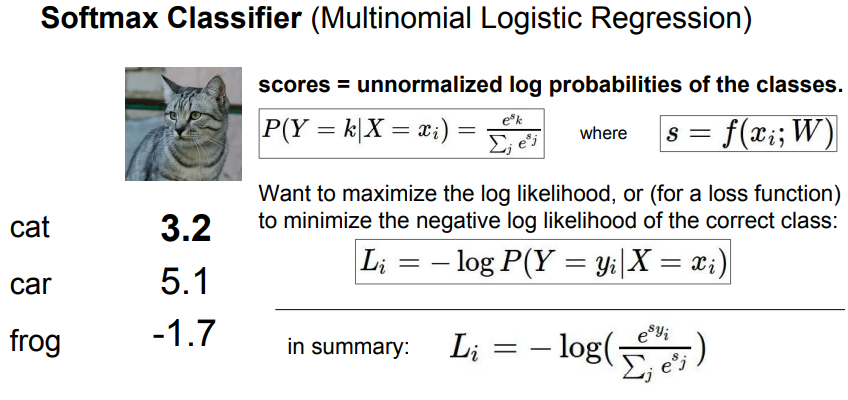 Softmax Classifier (Multinomial Logistic Regression)
scores = unnormalized log probabilities of the classes.
P(Y = k|X = x_i) = \frac{e^{s_k}}{\sum_j e^{s_j}} where s = f(x_i; W)
Want to maximize the log likelihood, or (for a loss function)
to minimize the negative log likelihood of the correct class:
cat 3.2
car 5.1
frog -1.7
L_i = − log P(Y = y_i|X = x_i)
in summary: L_i = − log(\frac{e^{s_{y_i}}}{\sum_j e^{s_j}})